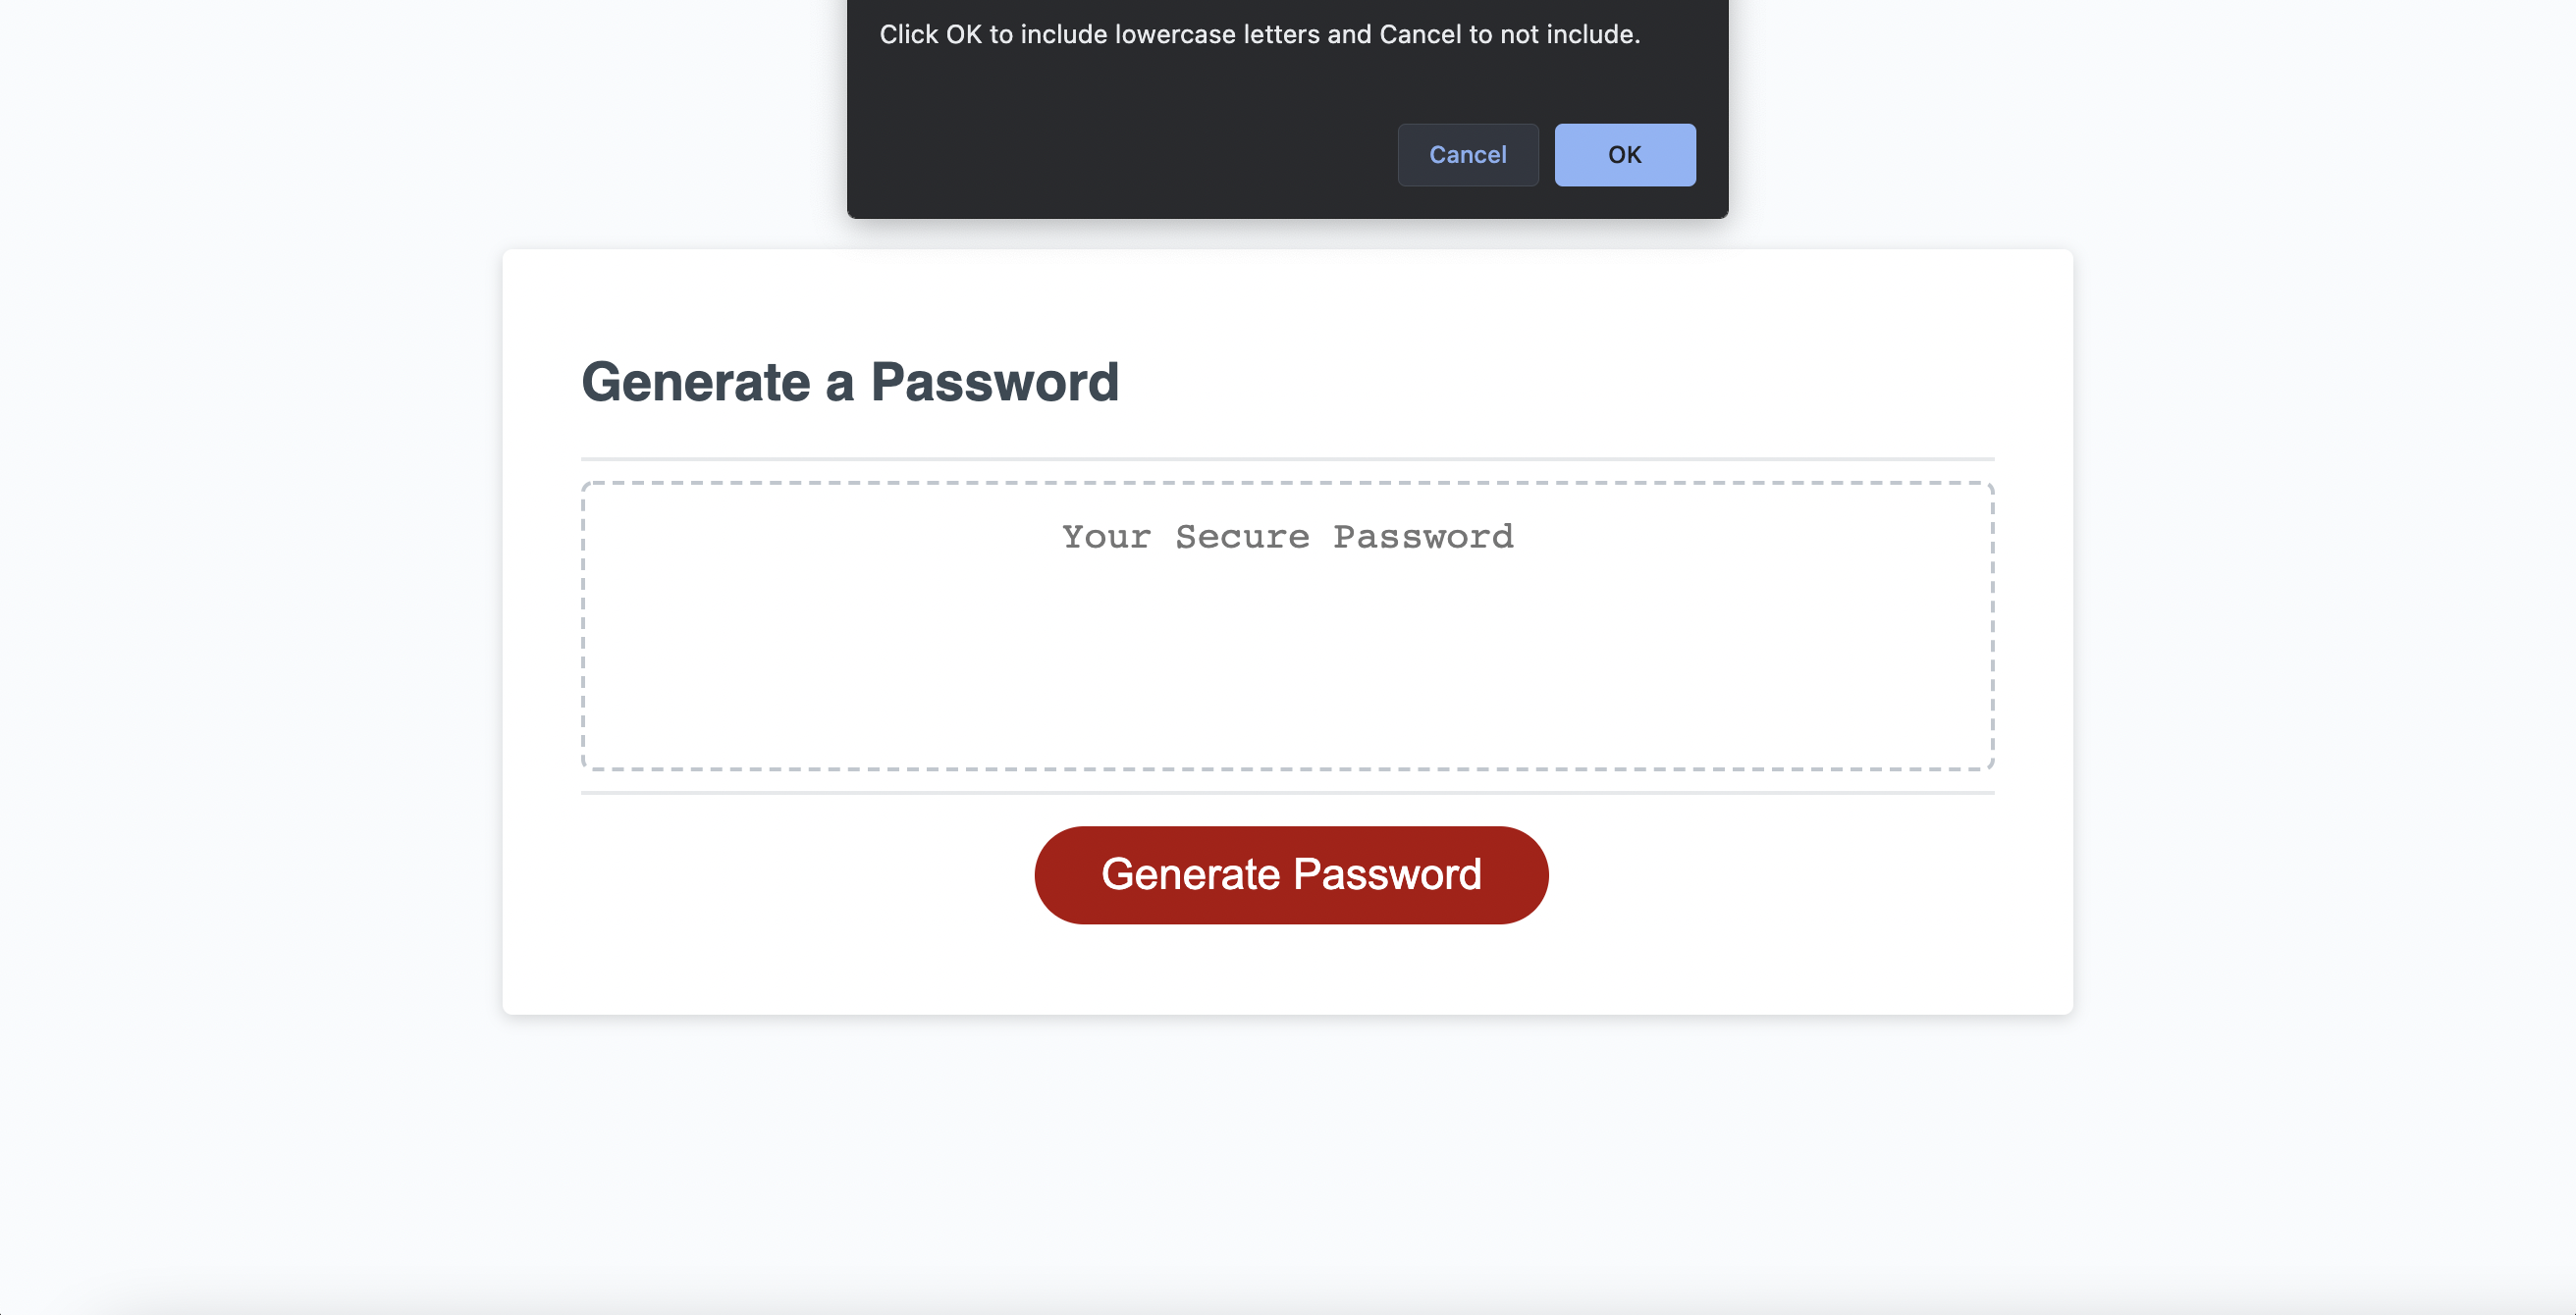 Click OK to include lowercase letters and Cancel to not include.
Cancel OK
Generate a Password
Your Secure Password
Generate Password